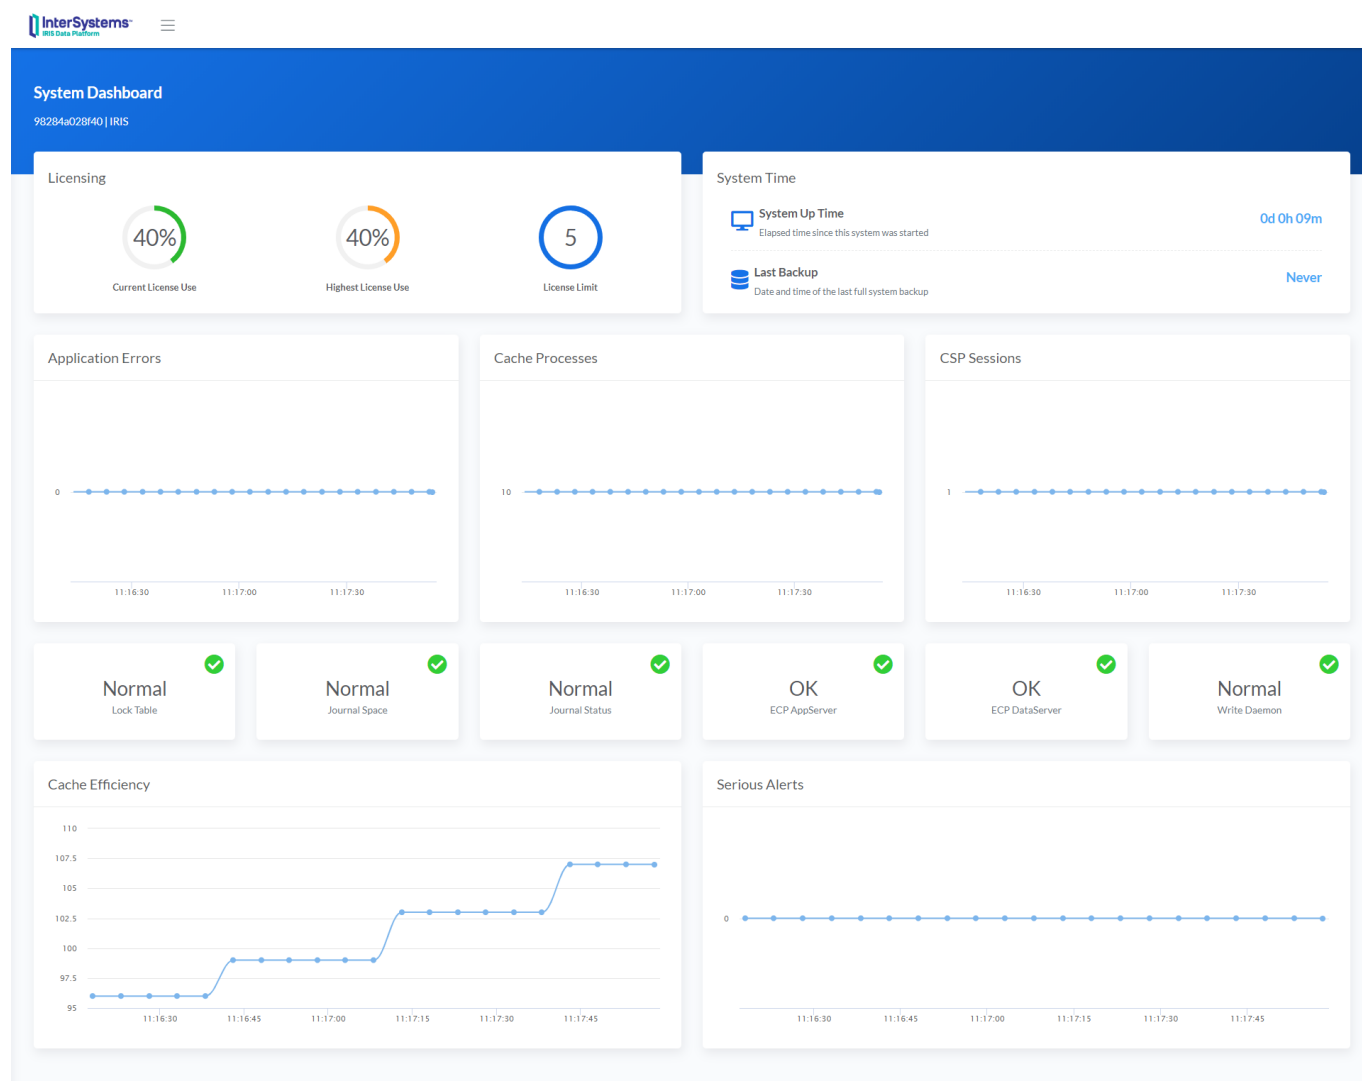 InterSystems™
IRIS Data Platform
System Dashboard
98284a028f40 | IRIS
Licensing
40%
Current License Use
40%
Highest License Use
5
License Limit
System Time
System Up Time
0d 0h 09m
Elapsed time since this system was started
Last Backup
Never
Date and time of the last full system backup
Application Errors
0
11:16:30 11:17:00 11:17:30
Cache Processes
10
11:16:30 11:17:00 11:17:30
CSP Sessions
1
11:16:30 11:17:00 11:17:30
Normal
Lock Table
Normal
Journal Space
Normal
Journal Status
OK
ECP AppServer
OK
ECP DataServer
Normal
Write Daemon
Cache Efficiency
110
107.5
105
102.5
100
97.5
95
11:16:30 11:16:45 11:17:00 11:17:15 11:17:30 11:17:45
Serious Alerts
0
11:16:30 11:16:45 11:17:00 11:17:15 11:17:30 11:17:45